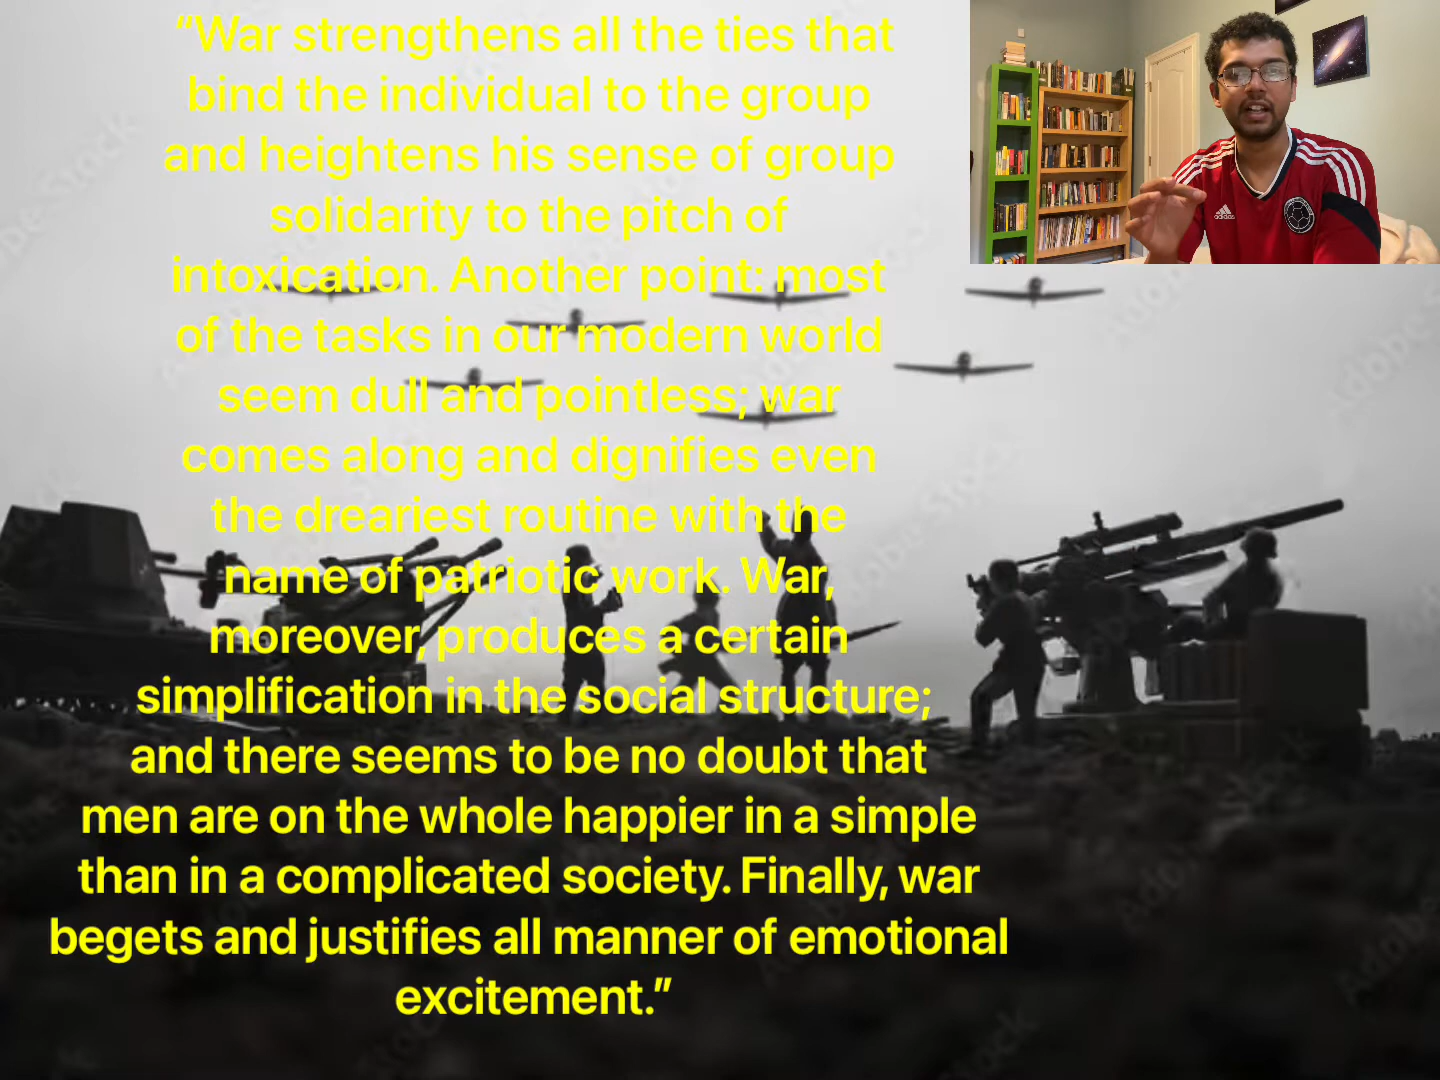 “War strengthens all the ties that
bind the individual to the group
and heightens his sense of group
solidarity to the pitch of
intoxication. Another point: most
of the tasks in our modern world
seem dull and pointless; war
comes along and dignifies even
the dreariest routine with the
name of patriotic work. War,
moreover, produces a certain
simplification in the social structure;
and there seems to be no doubt that
men are on the whole happier in a simple
than in a complicated society. Finally, war
begets and justifies all manner of emotional
excitement.”
adidas
Adobe Stock